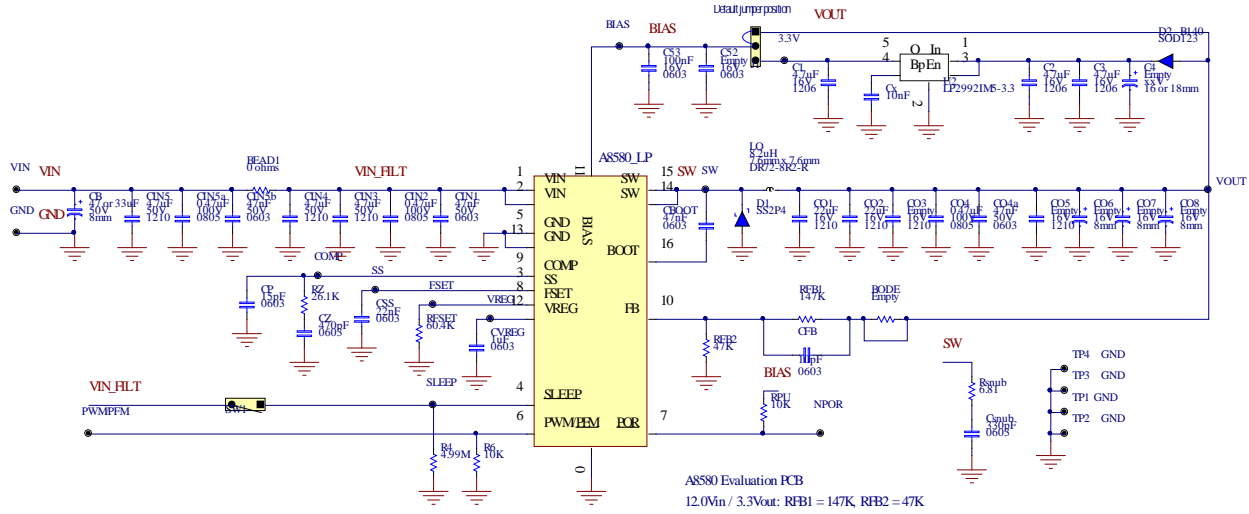 Default jumper position
VOUT
BIAS
BIAS
3.3V
C53
100nF
16V
0603
C52
Empty
16V
0603
C1
4.7uF
16V
1206
Cx
10nF
5
4
O In
Bp En
1
3
2
LP2992IM5-3.3
C2
4.7uF
16V
1206
C3
4.7uF
16V
1206
C4
Empty
xxV
16 or 18mm
D2 B140
SOD123
VIN
VIN
GND
GND
CB
47 or 33uF
50V
8mm
CIN5
4.7uF
50V
1210
CIN5a
0.47uF
100V
0805
CIN5b
47nF
50V
0603
BEAD1
0 ohms
VIN_FILT
CIN4
4.7uF
50V
1210
CIN3
4.7uF
50V
1210
CIN2
0.47uF
100V
0805
CIN1
47nF
50V
0603
A8580_LP
11
1
2
5
13
9
3
8
12
4
6
0
VIN
VIN
GND
GND
COMP
SS
FSET
VREG
SLEEP
PWM/PFM
BIAS
SW
SW
BOOT
FB
POR
15
14
16
10
7
SW
SW
CBOOT
47nF
0603
D1
SS2P4
LO
8.2uH
7.6mm x 7.6mm
DR72-8R2-R
CO1
22uF
16V
1210
CO2
22uF
16V
1210
CO3
Empty
16V
1210
CO4
0.47uF
100V
0805
CO4a
47nF
50V
0603
CO5
Empty
16V
1210
CO6
Empty
16V
8mm
CO7
Empty
16V
8mm
CO8
Empty
16V
8mm
VOUT
COMP
SS
FSET
VREG
CP
15pF
0603
RZ
26.1K
CZ
470pF
0603
CSS
22nF
0603
RFSET
60.4K
CVREG
1uF
0603
RFB2
47K
RFB1
147K
CFB
0603
BODE
Empty
VIN_FILT
SW1
SLEEP
PWMPFM
R4
4.99M
R6
10K
BIAS
RPU
10K
NPOR
SW
Rsnub
6.81
Csnub
330pF
0603
TP4 GND
TP3 GND
TP1 GND
TP2 GND
A8580 Evaluation PCB
12.0Vin / 3.3Vout: RFB1 = 147K, RFB2 = 47K